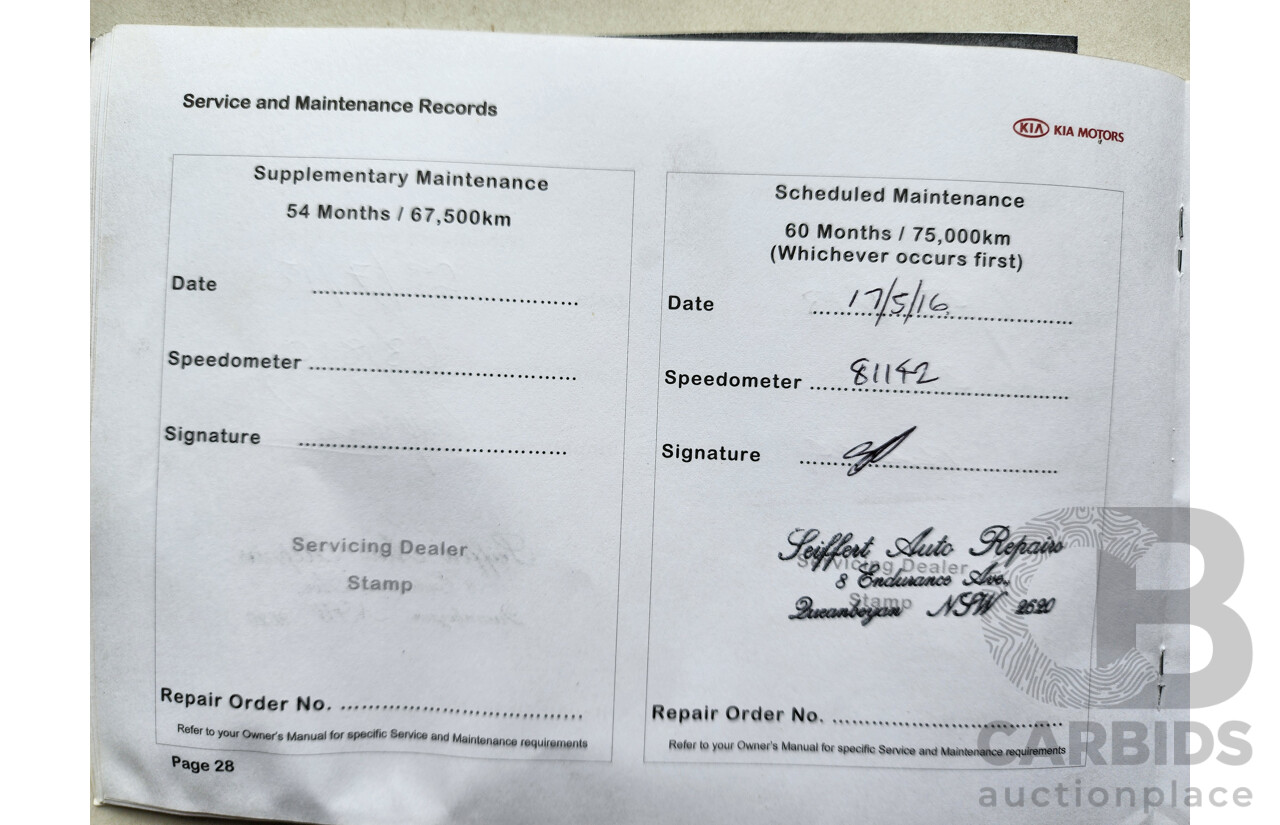 Service and Maintenance Records
KIA KIA MOTORS
Supplementary Maintenance
54 Months / 67,500km
Date ........................................
Speedometer ........................................
Signature ........................................
Servicing Dealer
Stamp
Repair Order No. ....................................
Refer to your Owner's Manual for specific Service and Maintenance requirements
Page 28
Scheduled Maintenance
60 Months / 75,000km
(Whichever occurs first)
Date 17/5/16
Speedometer 81142
Signature
Seiffert Auto Repairs
Servicing Dealer
8 Endurance Ave.
Stamp
Queanbeyan NSW 2620
Repair Order No. ....................................
Refer to your Owner's Manual for specific Service and Maintenance requirements
CARBIDS
auctionplace